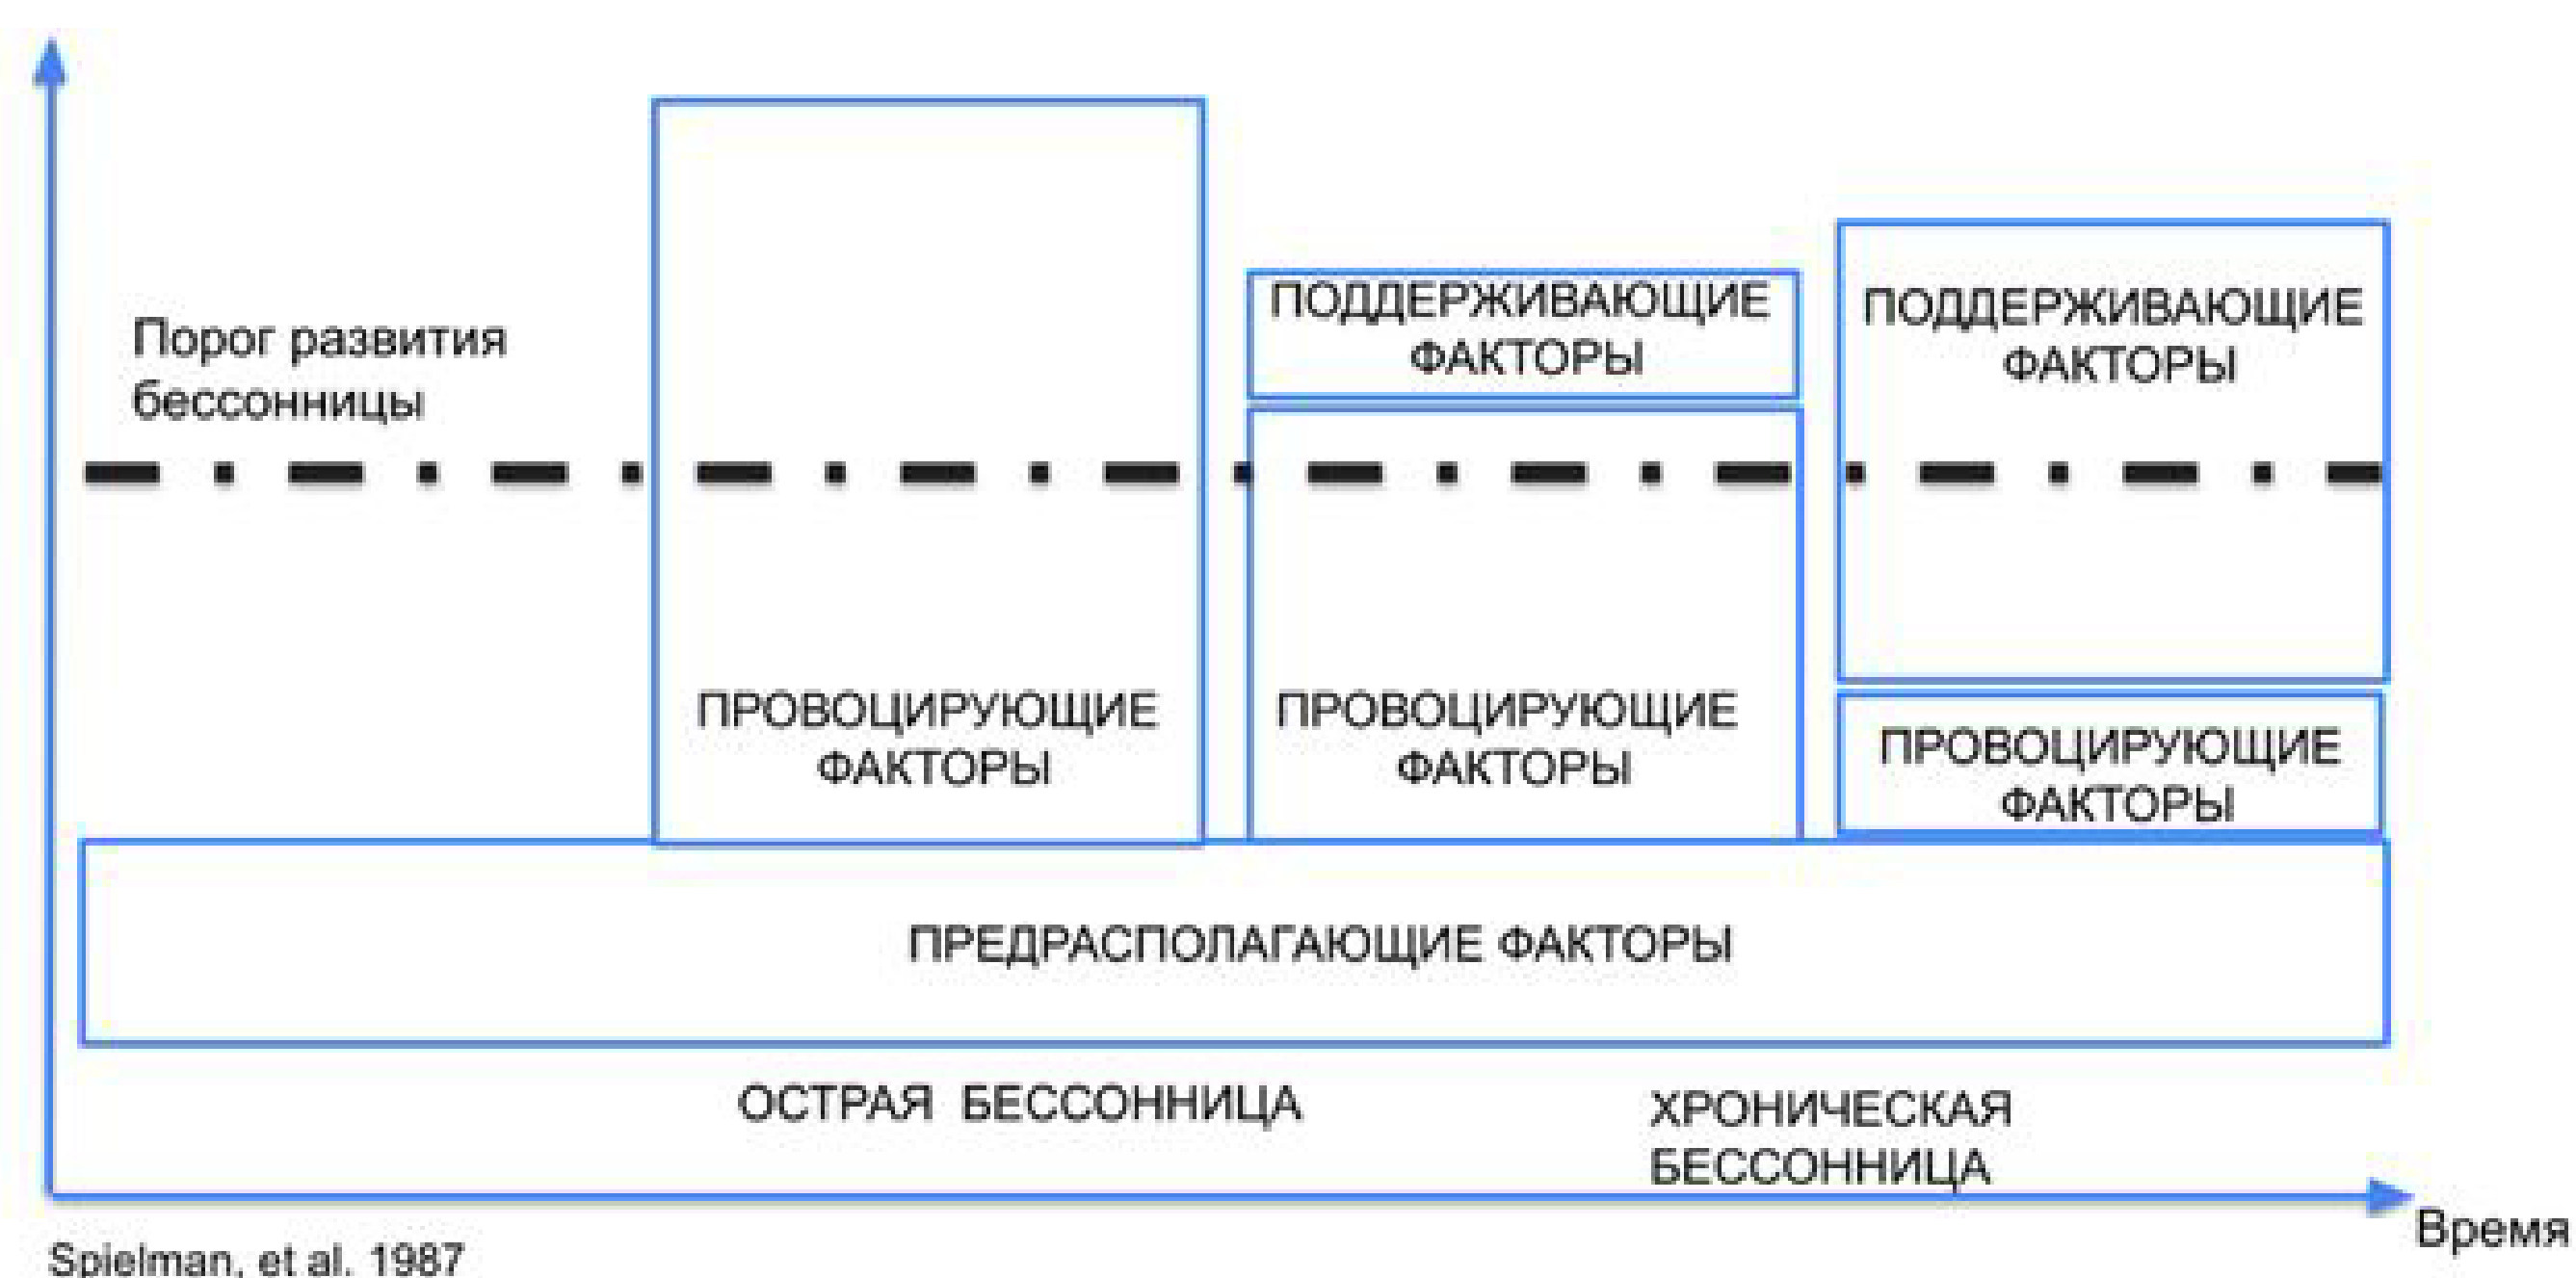 Порог развития
бессонницы
ПРОВОЦИРУЮЩИЕ
ФАКТОРЫ
ПОДДЕРЖИВАЮЩИЕ
ФАКТОРЫ
ПРОВОЦИРУЮЩИЕ
ФАКТОРЫ
ПОДДЕРЖИВАЮЩИЕ
ФАКТОРЫ
ПРОВОЦИРУЮЩИЕ
ФАКТОРЫ
ПРЕДРАСПОЛАГАЮЩИЕ ФАКТОРЫ
ОСТРАЯ БЕССОННИЦА
ХРОНИЧЕСКАЯ
БЕССОННИЦА
Время
Spielman, et al. 1987